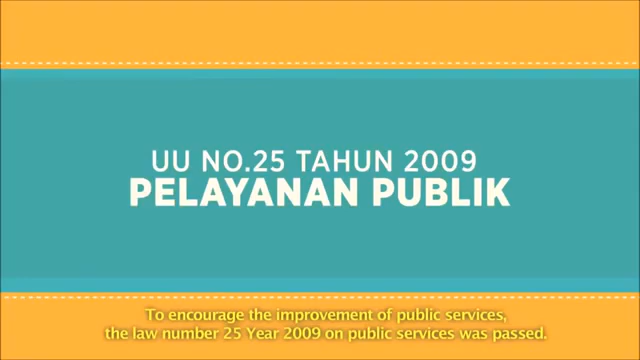 UU NO.25 TAHUN 2009
PELAYANAN PUBLIK
To encourage the improvement of public services,
the law number 25 Year 2009 on public services was passed.